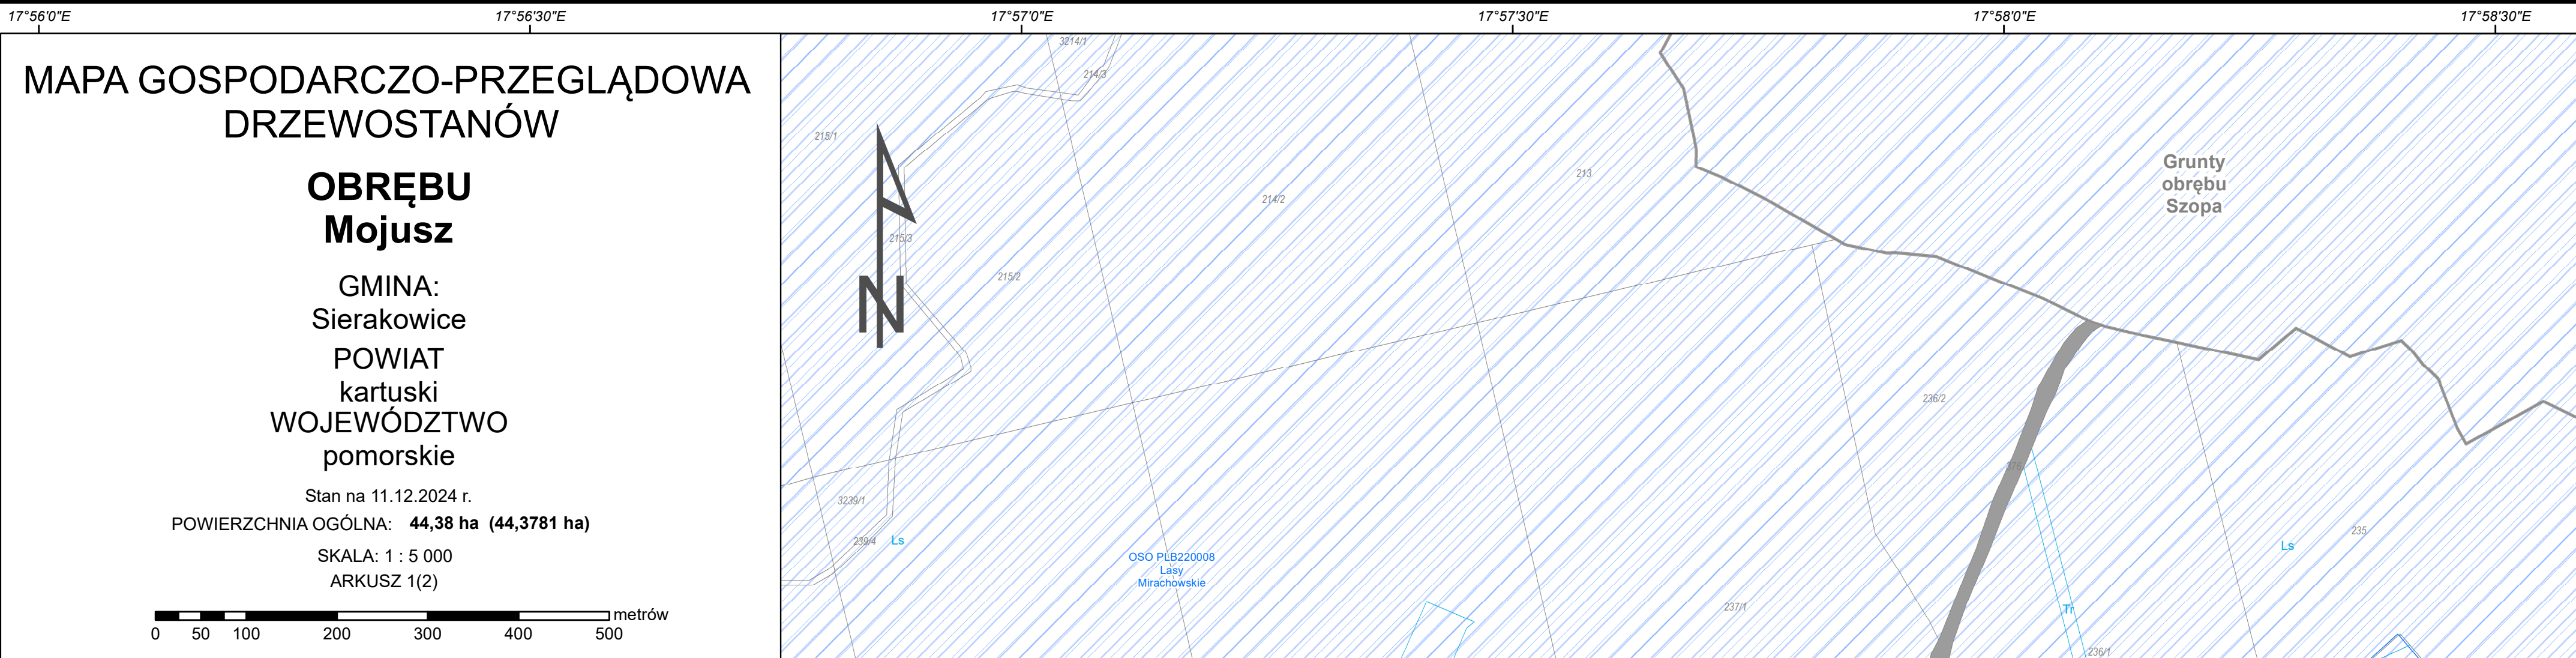 17°56'0"E
17°56'30"E
17°57'0"E
17°57'30"E
17°58'0"E
17°58'30"E
MAPA GOSPODARCZO-PRZEGLĄDOWA
DRZEWOSTANÓW
OBRĘBU
Mojusz
GMINA:
Sierakowice
POWIAT
kartuski
WOJEWÓDZTWO
pomorskie
Stan na 11.12.2024 r.
POWIERZCHNIA OGÓLNA: 44,38 ha (44,3781 ha)
SKALA: 1 : 5 000
ARKUSZ 1(2)
metrów
0 50 100 200 300 400 500
3214/1
214/3
215/1
N
215/3
215/2
214/2
213
Grunty
obrębu
Szopa
236/2
3239/1
239/4
Ls
OSO PLB220008
Lasy
Mirachowskie
235
Ls
237/1
Tr
236/1